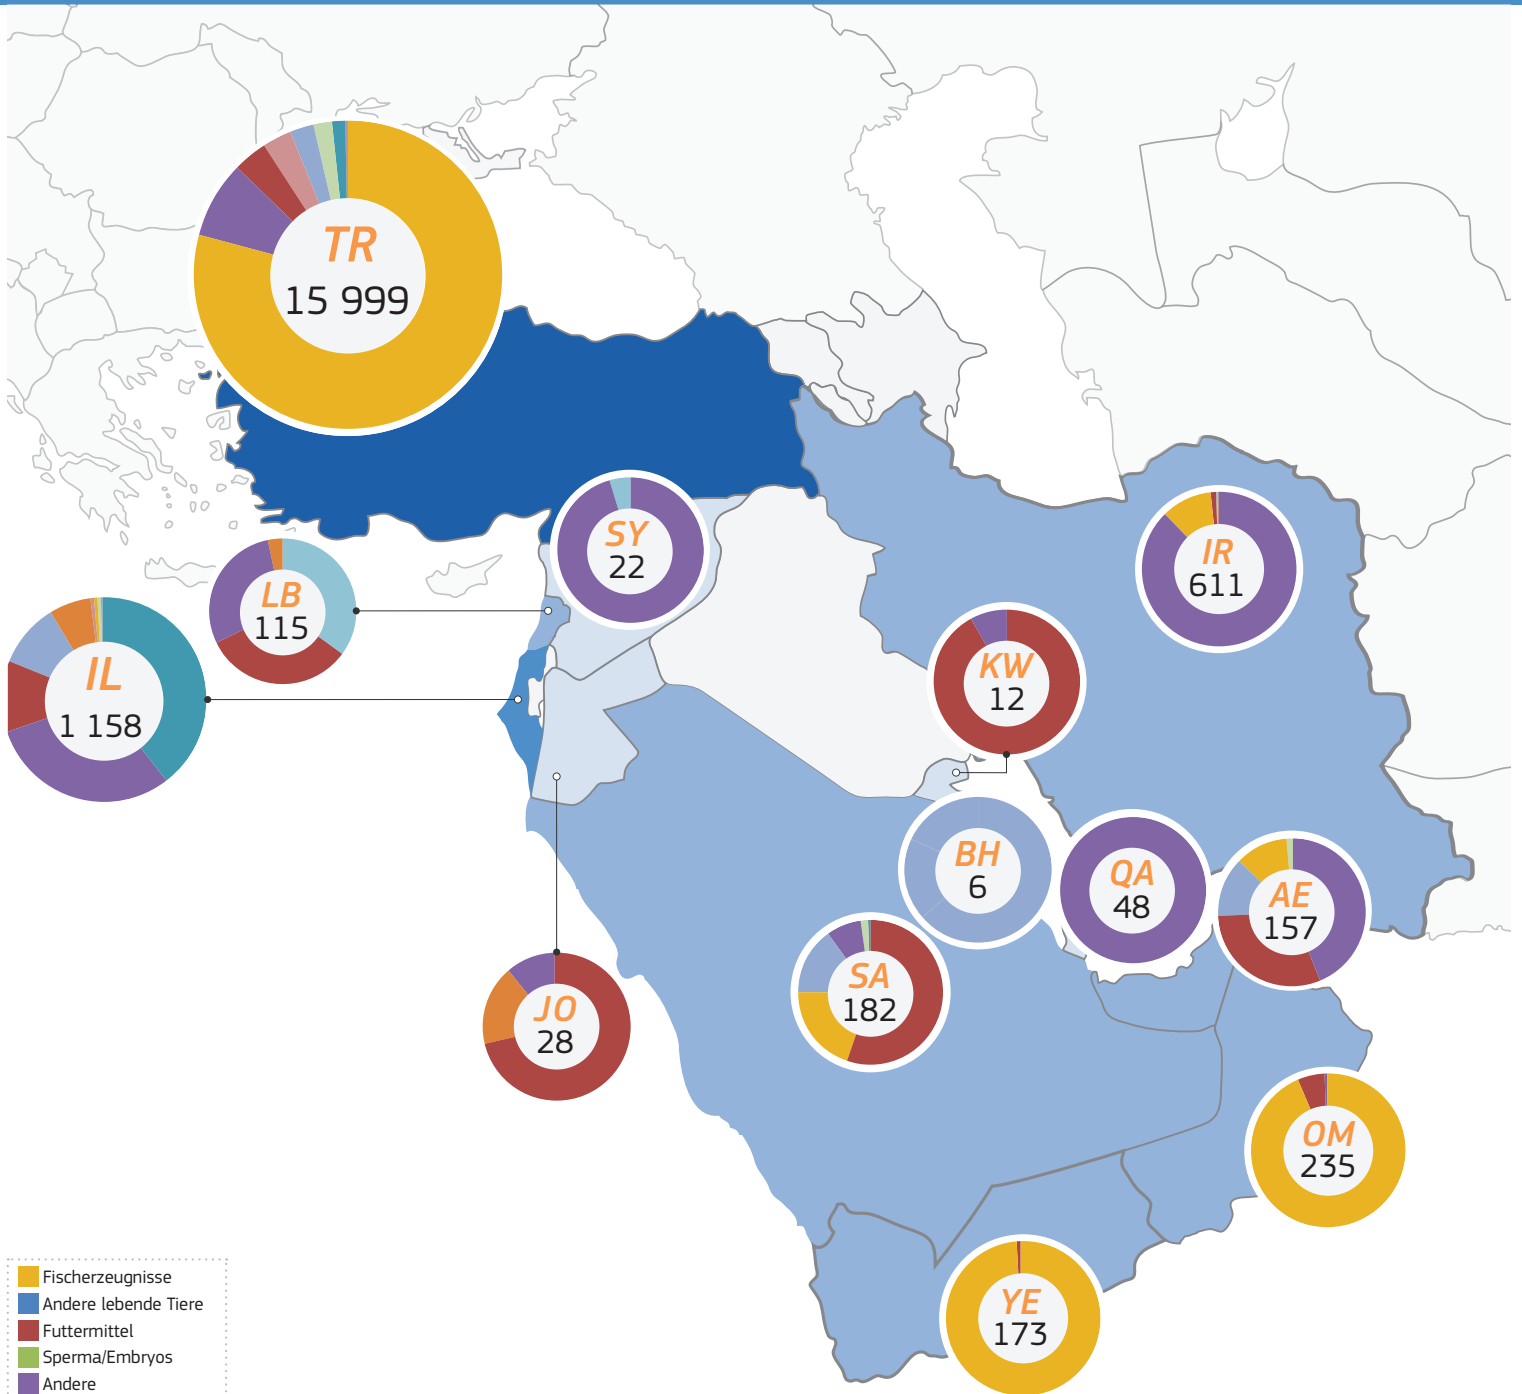 TR
15 999
SY
22
IR
611
LB
115
IL
1 158
KW
12
BH
6
QA
48
AE
157
SA
182
JO
28
OM
235
YE
173
Fischerzeugnisse
Andere lebende Tiere
Futtermittel
Sperma/Embryos
Andere